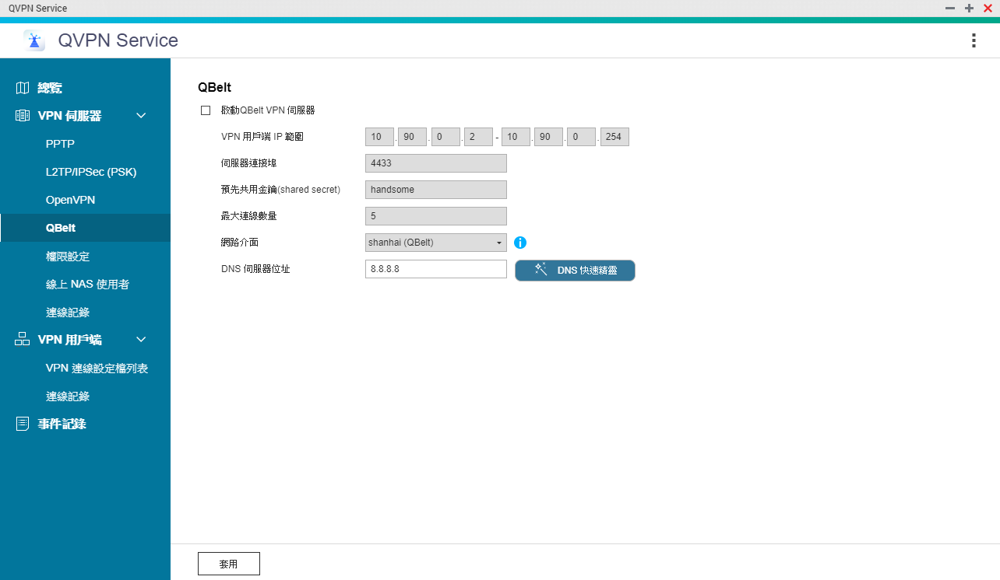 QVPN Service
QVPN Service
總覽
VPN 伺服器
PPTP
L2TP/IPSec (PSK)
OpenVPN
QBelt
權限設定
線上 NAS 使用者
連線記錄
VPN 用戶端
VPN 連線設定檔列表
連線記錄
事件記錄
QBelt
啟動QBelt VPN 伺服器
VPN 用戶端 IP 範圍 10 . 90 . 0 . 2 - 10 . 90 . 0 . 254
伺服器連接埠 4433
預先共用金鑰(shared secret) handsome
最大連線數量 5
網路介面 shanhai (QBelt)
DNS 伺服器位址 8.8.8.8 DNS 快速精靈
套用